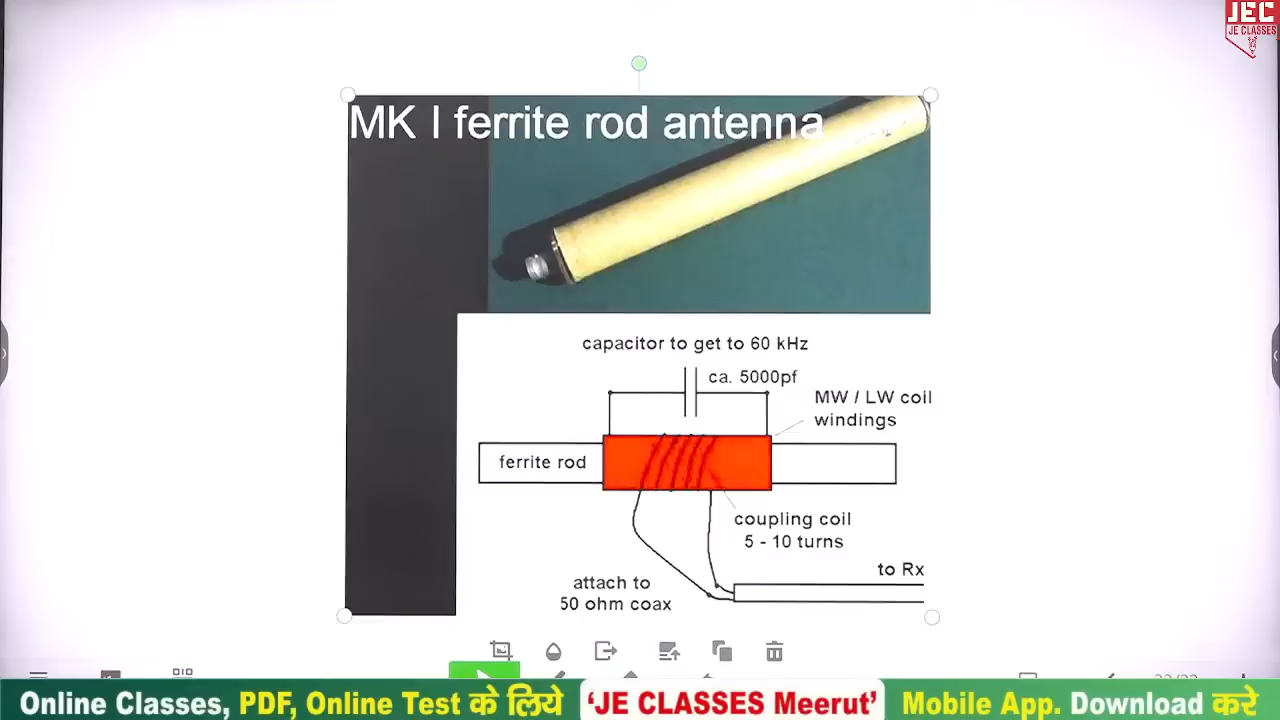 JEC
JE CLASSES
MK I ferrite rod antenna
capacitor to get to 60 kHz
ca. 5000pf
MW / LW coil
windings
ferrite rod
coupling coil
5 - 10 turns
to Rx
attach to
50 ohm coax
Online Classes, PDF, Online Test के लिये 'JE CLASSES Meerut' Mobile App. Download करे